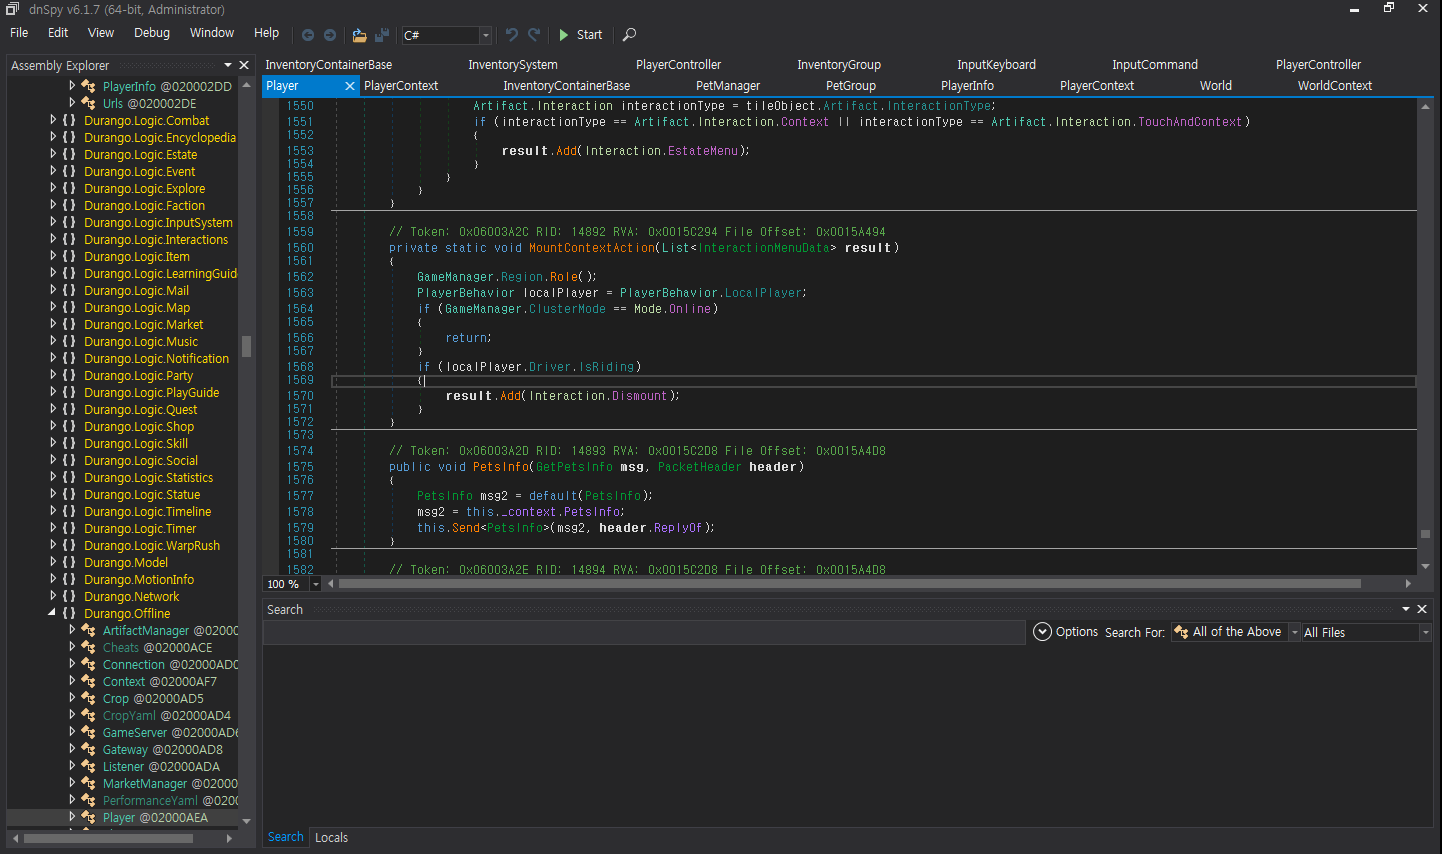 dnSpy v6.1.7 (64-bit, Administrator)
File Edit View Debug Window Help C# Start
Assembly Explorer
PlayerInfo @020002DD
Urls @020002DE
{ } Durango.Logic.Combat
{ } Durango.Logic.Encyclopedia
{ } Durango.Logic.Estate
{ } Durango.Logic.Event
{ } Durango.Logic.Explore
{ } Durango.Logic.Faction
{ } Durango.Logic.InputSystem
{ } Durango.Logic.Interactions
{ } Durango.Logic.Item
{ } Durango.Logic.LearningGuid
{ } Durango.Logic.Mail
{ } Durango.Logic.Map
{ } Durango.Logic.Market
{ } Durango.Logic.Music
{ } Durango.Logic.Notification
{ } Durango.Logic.Party
{ } Durango.Logic.PlayGuide
{ } Durango.Logic.Quest
{ } Durango.Logic.Shop
{ } Durango.Logic.Skill
{ } Durango.Logic.Social
{ } Durango.Logic.Statistics
{ } Durango.Logic.Statue
{ } Durango.Logic.Timeline
{ } Durango.Logic.Timer
{ } Durango.Logic.WarpRush
{ } Durango.Model
{ } Durango.MotionInfo
{ } Durango.Network
{ } Durango.Offline
ArtifactManager @02000
Cheats @02000ACE
Connection @02000AD0
Context @02000AF7
Crop @02000AD5
CropYaml @02000AD4
GameServer @02000AD6
Gateway @02000AD8
Listener @02000ADA
MarketManager @02000
PerformanceYaml @0200
Player @02000AEA
InventoryContainerBase InventorySystem PlayerController InventoryGroup InputKeyboard InputCommand PlayerController
Player PlayerContext InventoryContainerBase PetManager PetGroup PlayerInfo PlayerContext World WorldContext
1550 Artifact.Interaction interactionType = tileObject.Artifact.InteractionType;
1551 if (interactionType == Artifact.Interaction.Context || interactionType == Artifact.Interaction.TouchAndContext)
1552 {
1553 result.Add(Interaction.EstateMenu);
1554 }
1555 }
1556 }
1557 }
1558
1559 // Token: 0x06003A2C RID: 14892 RVA: 0x0015C294 File Offset: 0x0015A494
1560 private static void MountContextAction(List<InteractionMenuData> result)
1561 {
1562 GameManager.Region.Role();
1563 PlayerBehavior localPlayer = PlayerBehavior.LocalPlayer;
1564 if (GameManager.ClusterMode == Mode.Online)
1565 {
1566 return;
1567 }
1568 if (localPlayer.Driver.IsRiding)
1569 {
1570 result.Add(Interaction.Dismount);
1571 }
1572 }
1573
1574 // Token: 0x06003A2D RID: 14893 RVA: 0x0015C2D8 File Offset: 0x0015A4D8
1575 public void PetsInfo(GetPetsInfo msg, PacketHeader header)
1576 {
1577 PetsInfo msg2 = default(PetsInfo);
1578 msg2 = this._context.PetsInfo;
1579 this.Send<PetsInfo>(msg2, header.ReplyOf);
1580 }
1581
1582 // Token: 0x06003A2E RID: 14894 RVA: 0x0015C2D8 File Offset: 0x0015A4D8
100 %
Search
Options Search For: All of the Above All Files
Search Locals